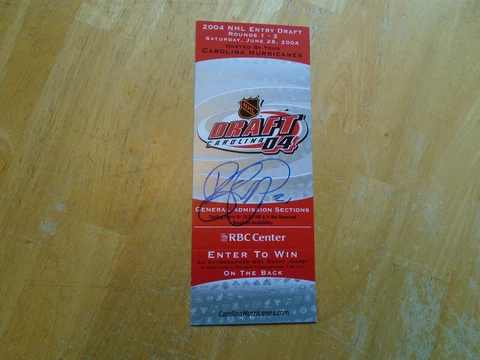 2004 NHL Entry Draft
Rounds 1 - 3
Saturday, June 26, 2004
Hosted By Your
Carolina Hurricanes
NHL
DRAFT
CAROLINA 04
General Admission Sections
RBC Center
Enter To Win
On The Back
CarolinaHurricanes.com